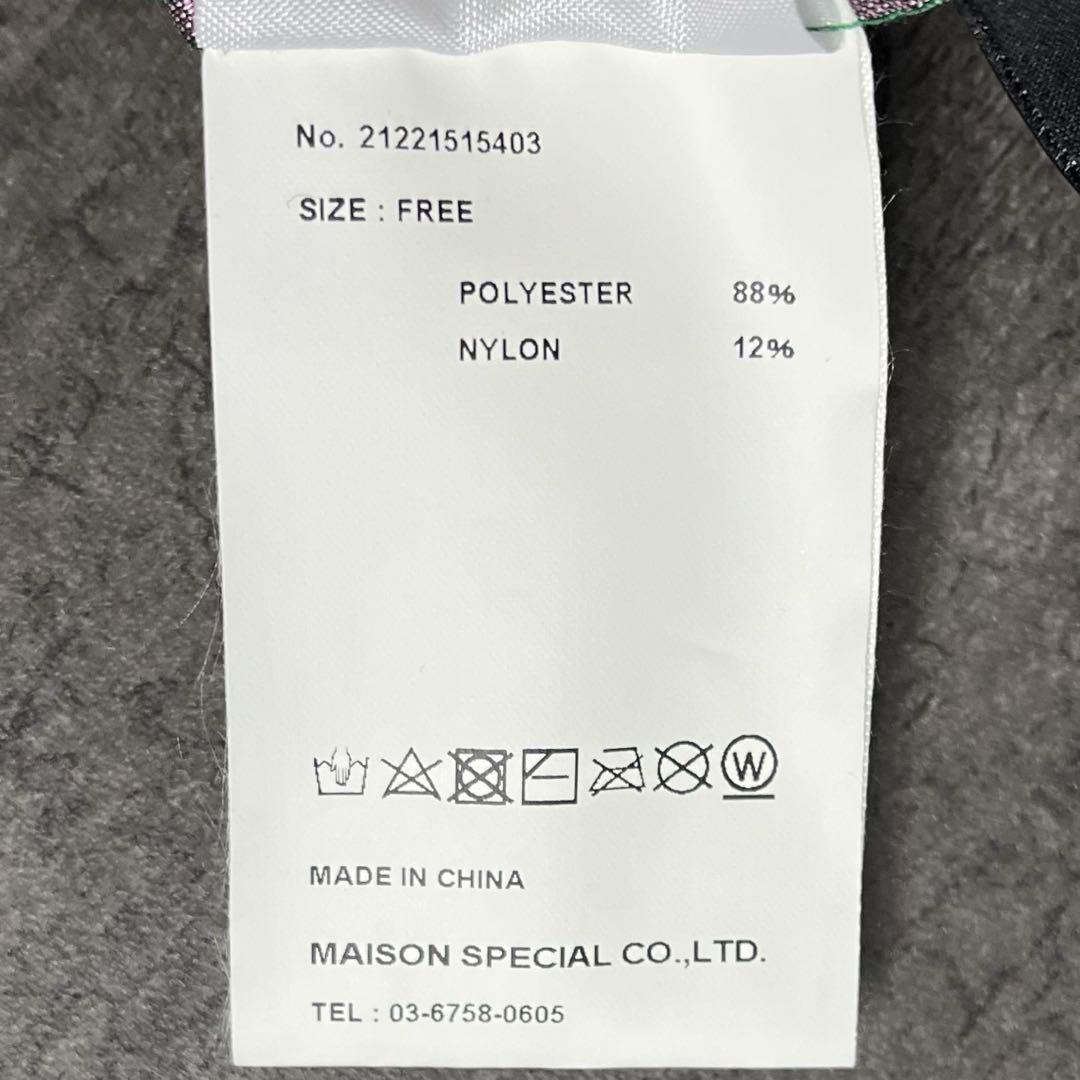 No. 21221515403
SIZE : FREE
POLYESTER 88%
NYLON 12%
W
MADE IN CHINA
MAISON SPECIAL CO.,LTD.
TEL : 03-6758-0605